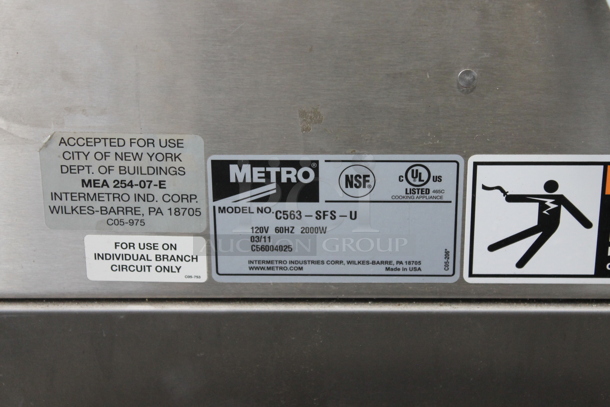 ACCEPTED FOR USE
CITY OF NEW YORK
DEPT. OF BUILDINGS
MEA 254-07-E
INTERMETRO IND. CORP.
WILKES-BARRE, PA 18705
C05-975
FOR USE ON
INDIVIDUAL BRANCH
CIRCUIT ONLY
METRO
NSF
C UL US
LISTED 465C
COOKING APPLIANCE
MODEL NO: C563-SFS-U
120V 60HZ 2000W
03/11
C56004025
INTERMETRO INDUSTRIES CORP., WILKES-BARRE, PA 18705
WWW.METRO.COM
Made in USA
AUCTION GROUP